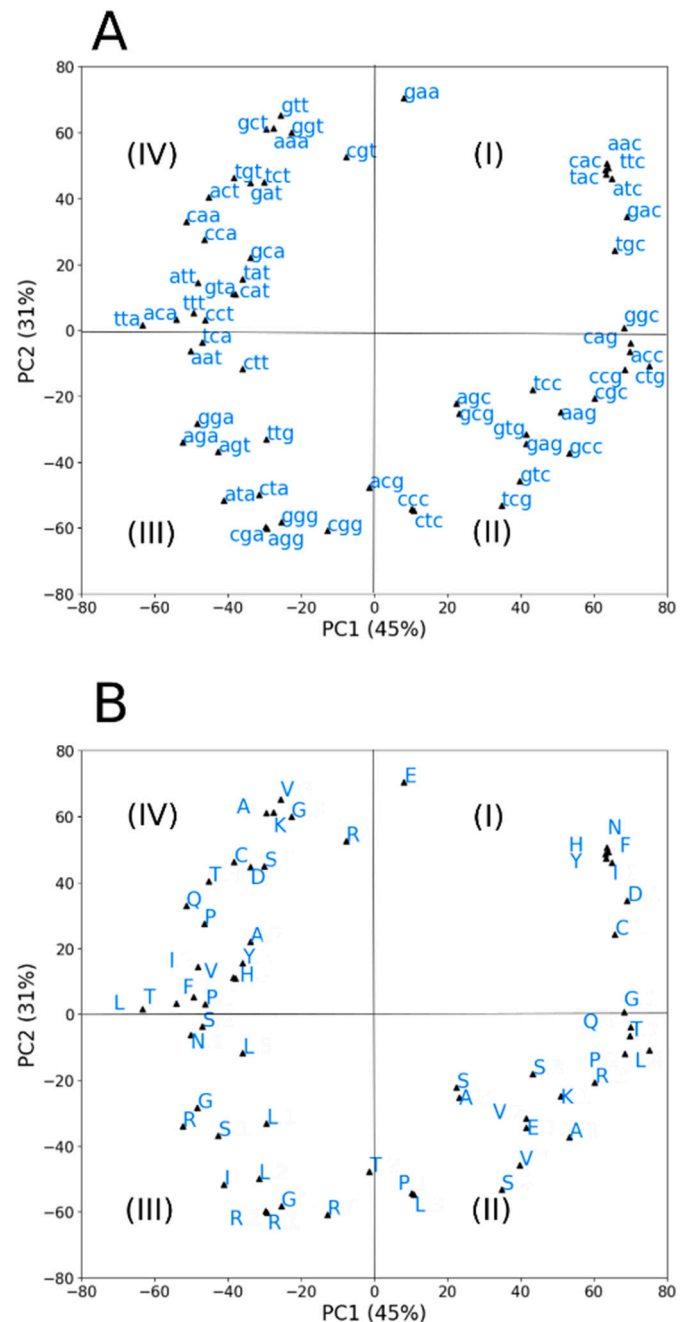 A
80
60
40
20
0
−20
−40
−60
−80
PC2 (31%)
(IV)
(I)
(III)
(II)
gaa
gtt
gct
ggt
aaa
cgt
aac
cac
ttc
tac
atc
tgt
tct
act
gat
gac
caa
cca
tgc
gca
att
tat
gta
cat
ttt
aca
cct
tta
ggc
tca
cag
aat
acc
ctt
ccg
ctg
tcc
cgc
agc
gcg
aag
gga
ttg
gtg
aga
agt
gag
gcc
gtc
acg
ata
cta
ccc
tcg
ggg
ctc
cga
agg
cgg
−80 −60 −40 −20 0 20 40 60 80
PC1 (45%)
B
80
60
40
20
0
−20
−40
−60
−80
PC2 (31%)
(IV)
(I)
(III)
(II)
E
V
A
G
K
R
N
H
F
Y
I
C
S
T
D
D
Q
P
C
A
I
Y
V
H
F
T
P
L
G
S
Q
T
N
L
P
L
S
R
S
A
K
G
L
V
R
S
E
A
V
T
I
L
P
S
G
L
R
R
R
−80 −60 −40 −20 0 20 40 60 80
PC1 (45%)